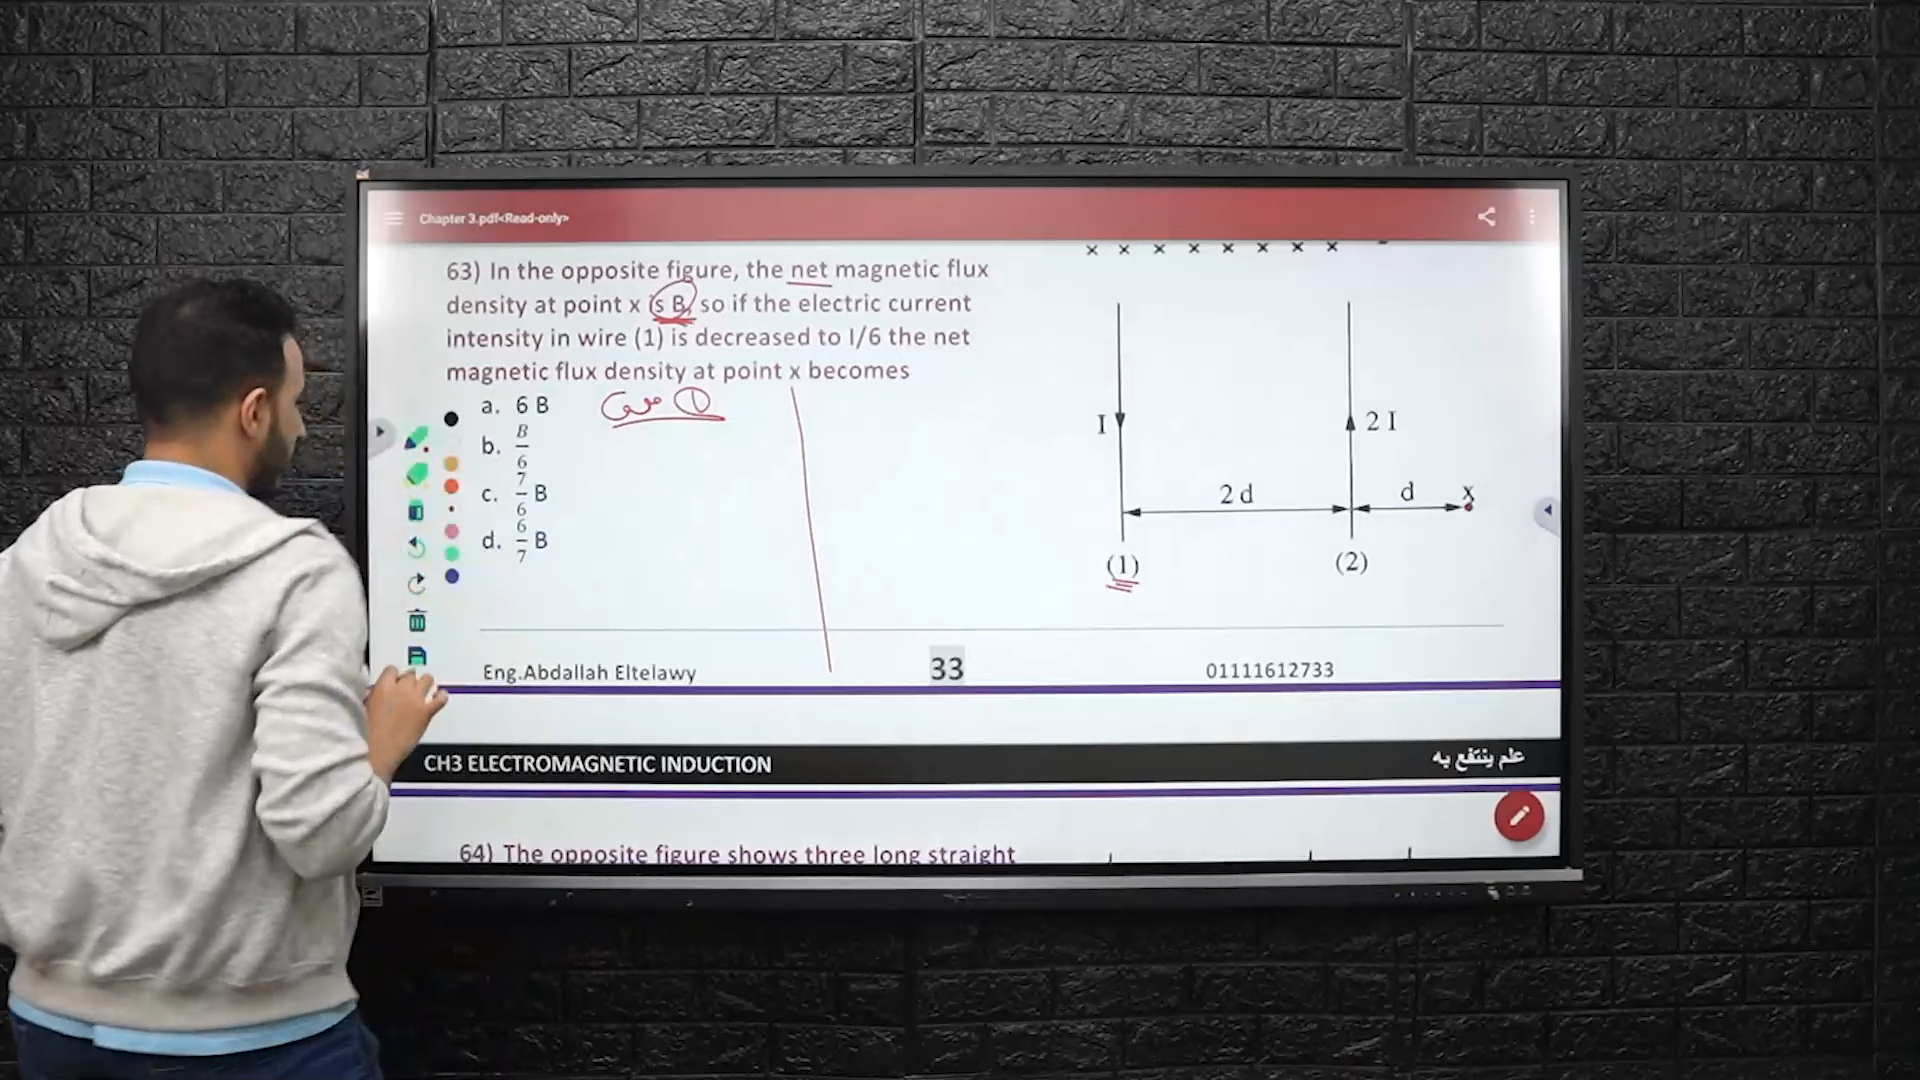 Chapter 3.pdf<Read-only>
× × × × × × × ×
63) In the opposite figure, the net magnetic flux
density at point x is B, so if the electric current
intensity in wire (1) is decreased to I/6 the net
magnetic flux density at point x becomes
a. 6 B
b. B/6
c. 7/6 B
d. 6/7 B
I
2 I
2 d
d
x
(1)
(2)
Eng.Abdallah Eltelawy
33
01111612733
CH3 ELECTROMAGNETIC INDUCTION
علم ينتفع به
64) The opposite figure shows three long straight